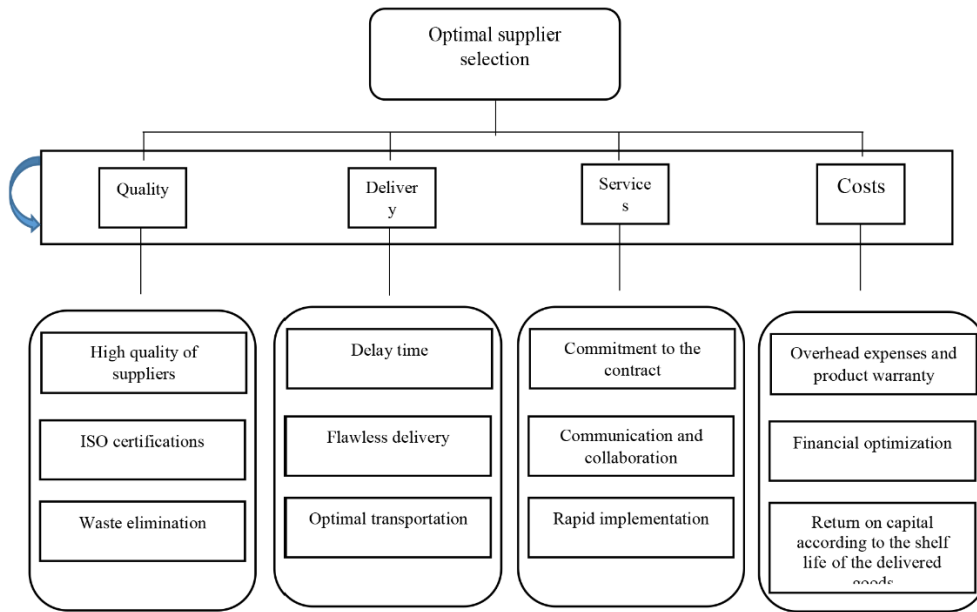 Optimal supplier
selection
Quality
Deliver
y
Service
s
Costs
High quality of
suppliers
ISO certifications
Waste elimination
Delay time
Flawless delivery
Optimal transportation
Commitment to the
contract
Communication and
collaboration
Rapid implementation
Overhead expenses and
product warranty
Financial optimization
Return on capital
according to the shelf
life of the delivered
goods